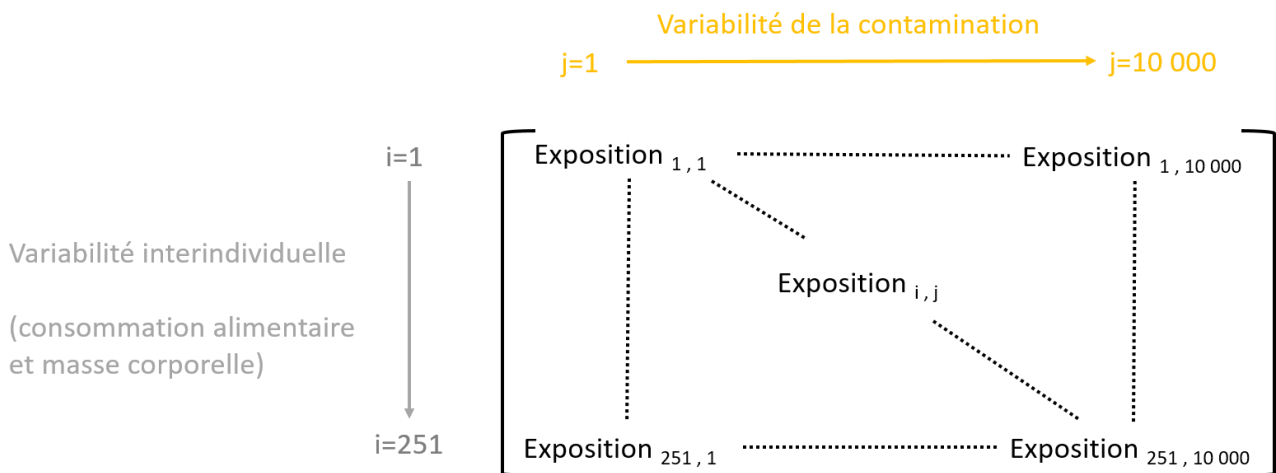 Variabilité de la contamination
j=1 j=10 000
i=1 Exposition 1 , 1 Exposition 1 , 10 000
Variabilité interindividuelle
Exposition i , j
(consommation alimentaire
et masse corporelle)
i=251 Exposition 251 , 1 Exposition 251 , 10 000